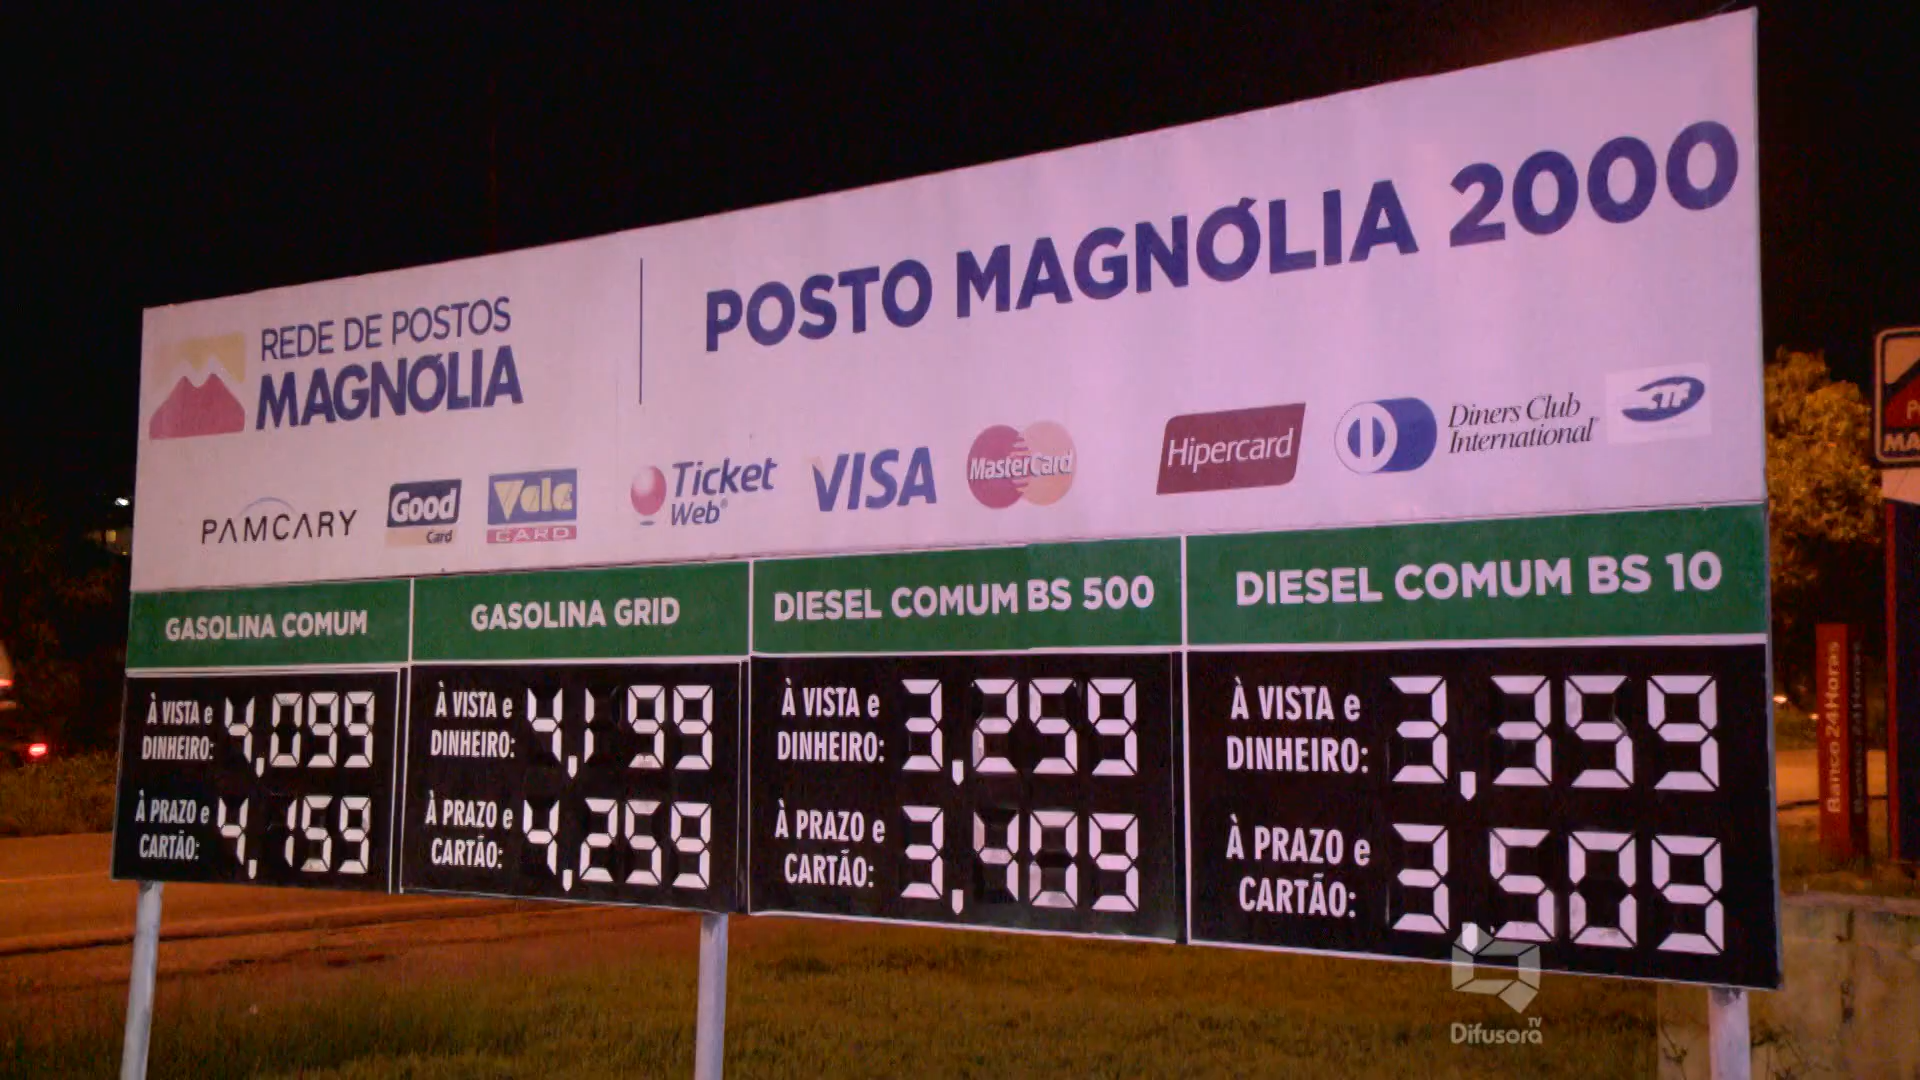 REDE DE POSTOS
MAGNÓLIA
POSTO MAGNÓLIA 2000
PAMCARY
Good
Card
Vale
CARD
Ticket
Web®
VISA
MasterCard
Hipercard
Diners Club
International®
CTF
GASOLINA COMUM
À VISTA e
DINHEIRO:
4,099
À PRAZO e
CARTÃO:
4,159
GASOLINA GRID
À VISTA e
DINHEIRO:
4,199
À PRAZO e
CARTÃO:
4,259
DIESEL COMUM BS 500
À VISTA e
DINHEIRO:
3,259
À PRAZO e
CARTÃO:
3,409
DIESEL COMUM BS 10
À VISTA e
DINHEIRO:
3,359
À PRAZO e
CARTÃO:
3,509
Banco24Horas
TV
Difusora